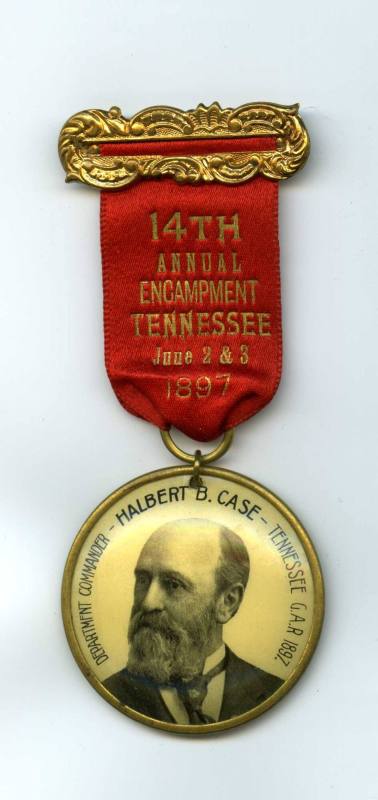 14TH
ANNUAL
ENCAMPMENT
TENNESSEE
June 2 & 3
1897
DEPARTMENT COMMANDER - HALBERT B. CASE - TENNESSEE G.A.R. 1897.